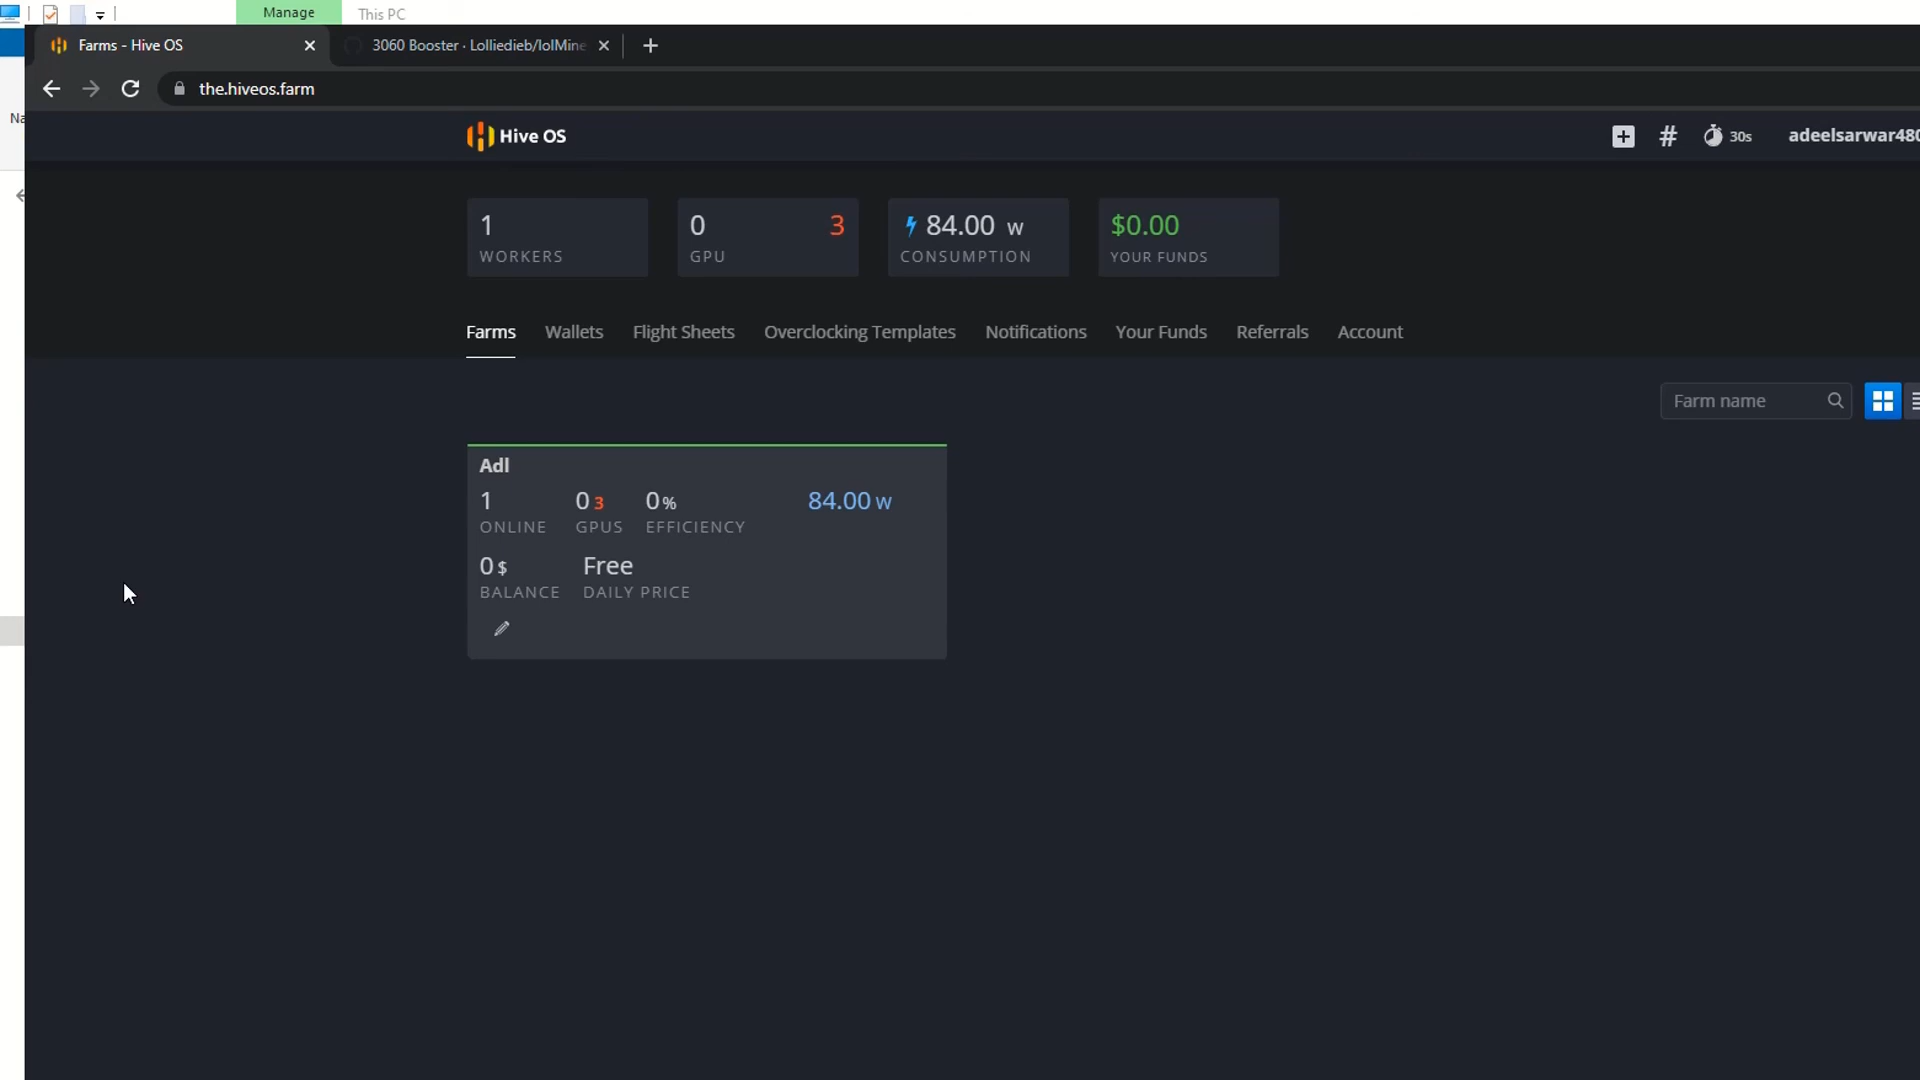 Manage This PC
Farms - Hive OS
3060 Booster · Lolliedieb/lolMine
the.hiveos.farm
Na
Hive OS
30s
adeelsarwar480
1
WORKERS
0 3
GPU
84.00 W
CONSUMPTION
$0.00
YOUR FUNDS
Farms Wallets Flight Sheets Overclocking Templates Notifications Your Funds Referrals Account
Farm name
Adl
1 0 3 0% 84.00 W
ONLINE GPUS EFFICIENCY
0 $ Free
BALANCE DAILY PRICE